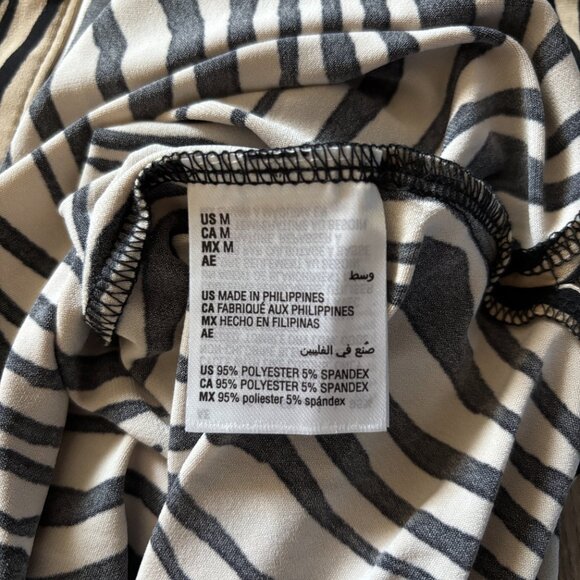 US M
CA M
MX M
AE
وسط
US MADE IN PHILIPPINES
CA FABRIQUÉ AUX PHILIPPINES
MX HECHO EN FILIPINAS
AE
صّنع في الفلبين
US 95% POLYESTER 5% SPANDEX
CA 95% POLYESTER 5% SPANDEX
MX 95% poliester 5% spándex